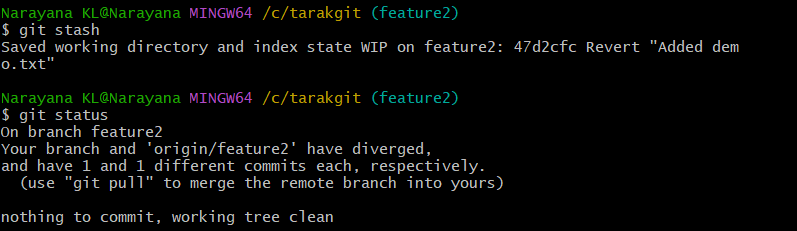 Narayana KL@Narayana MINGW64 /c/tarakgit (feature2)
$ git stash
Saved working directory and index state WIP on feature2: 47d2cfc Revert "Added dem
o.txt"
Narayana KL@Narayana MINGW64 /c/tarakgit (feature2)
$ git status
On branch feature2
Your branch and 'origin/feature2' have diverged,
and have 1 and 1 different commits each, respectively.
(use "git pull" to merge the remote branch into yours)
nothing to commit, working tree clean